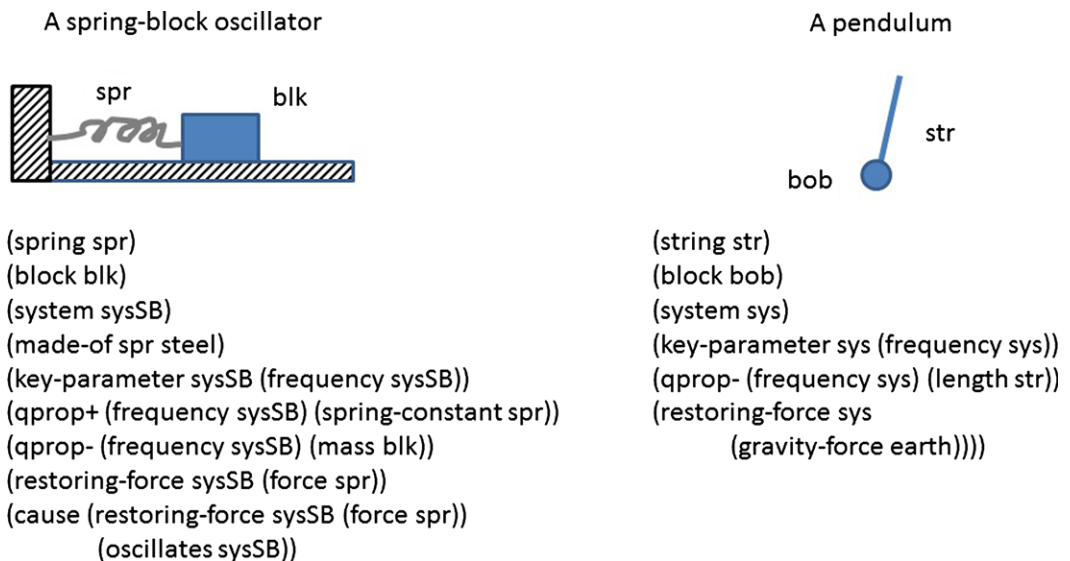 A spring-block oscillator
spr
blk
(spring spr)
(block blk)
(system sysSB)
(made-of spr steel)
(key-parameter sysSB (frequency sysSB))
(qprop+ (frequency sysSB) (spring-constant spr))
(qprop- (frequency sysSB) (mass blk))
(restoring-force sysSB (force spr))
(cause (restoring-force sysSB (force spr))
(oscillates sysSB))
A pendulum
str
bob
(string str)
(block bob)
(system sys)
(key-parameter sys (frequency sys))
(qprop- (frequency sys) (length str))
(restoring-force sys
(gravity-force earth))))